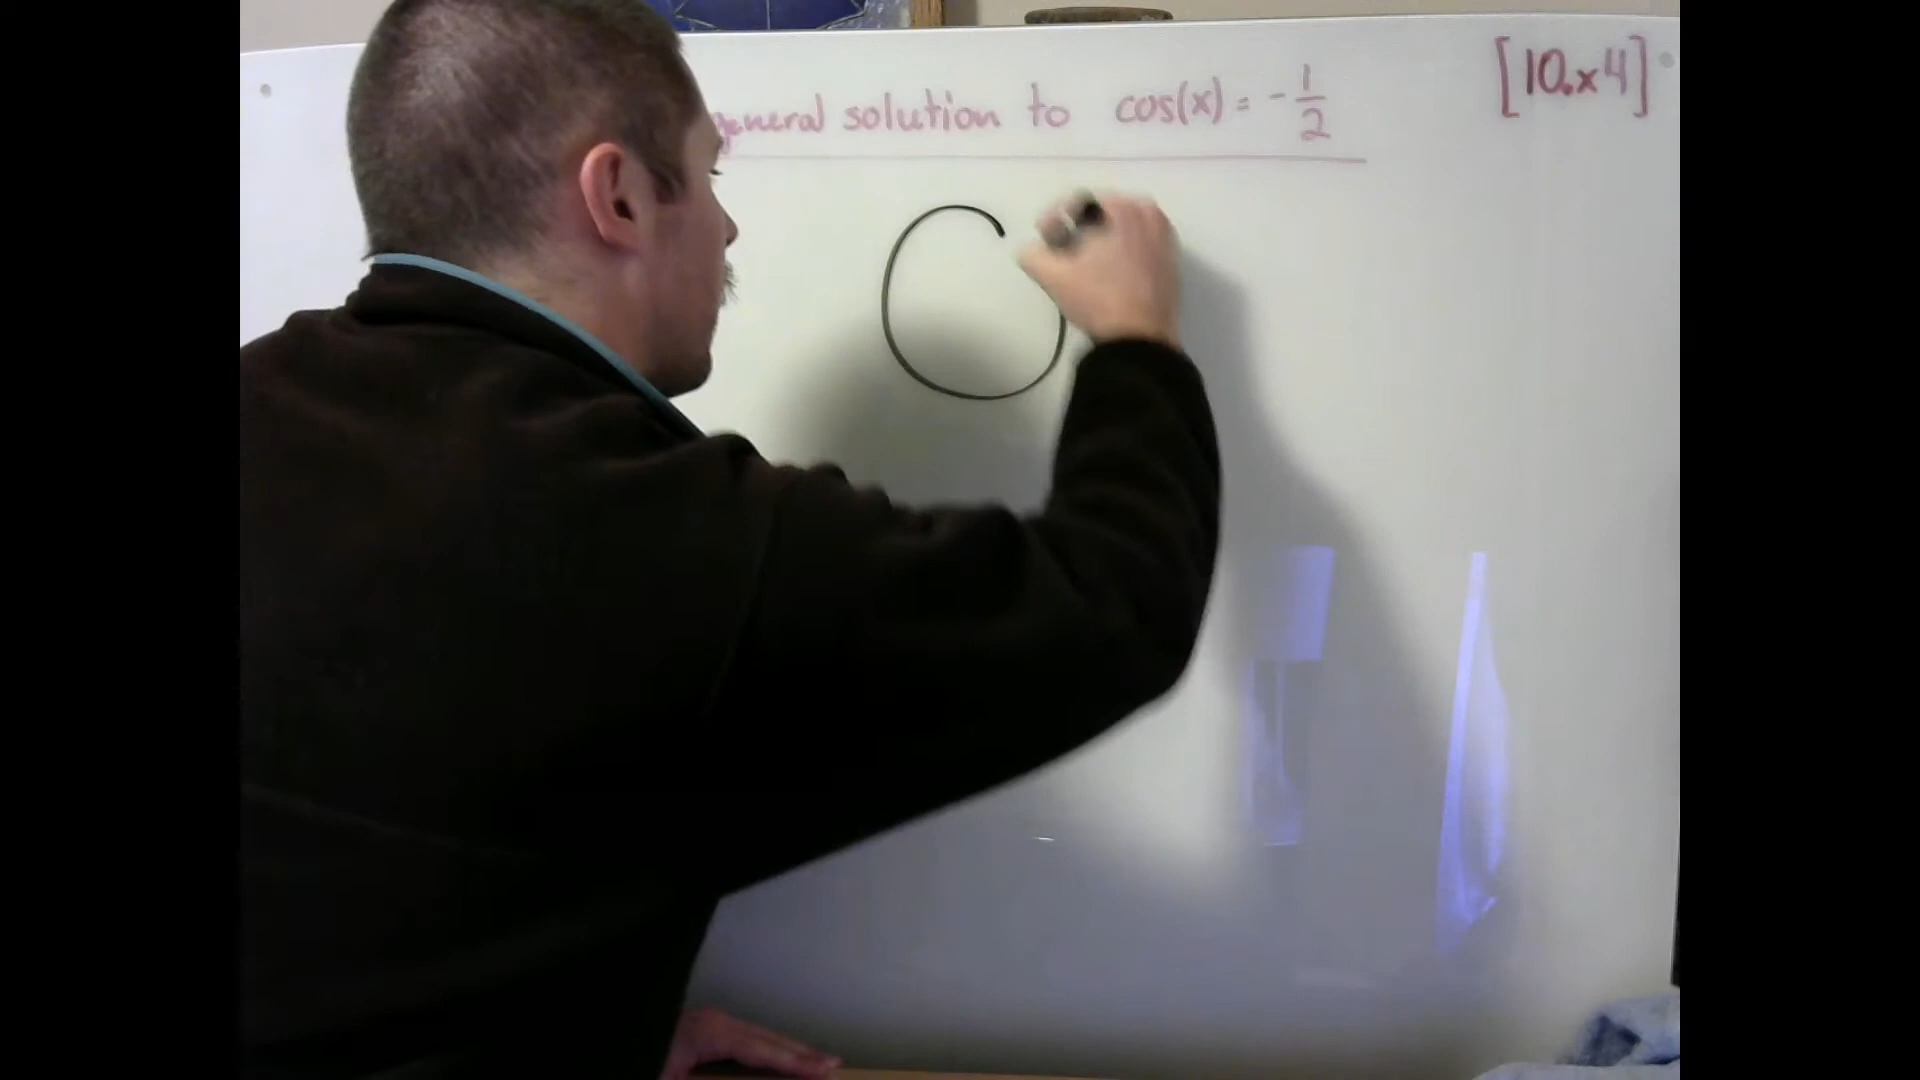 general solution to cos(x) = -1/2
[10.x4]